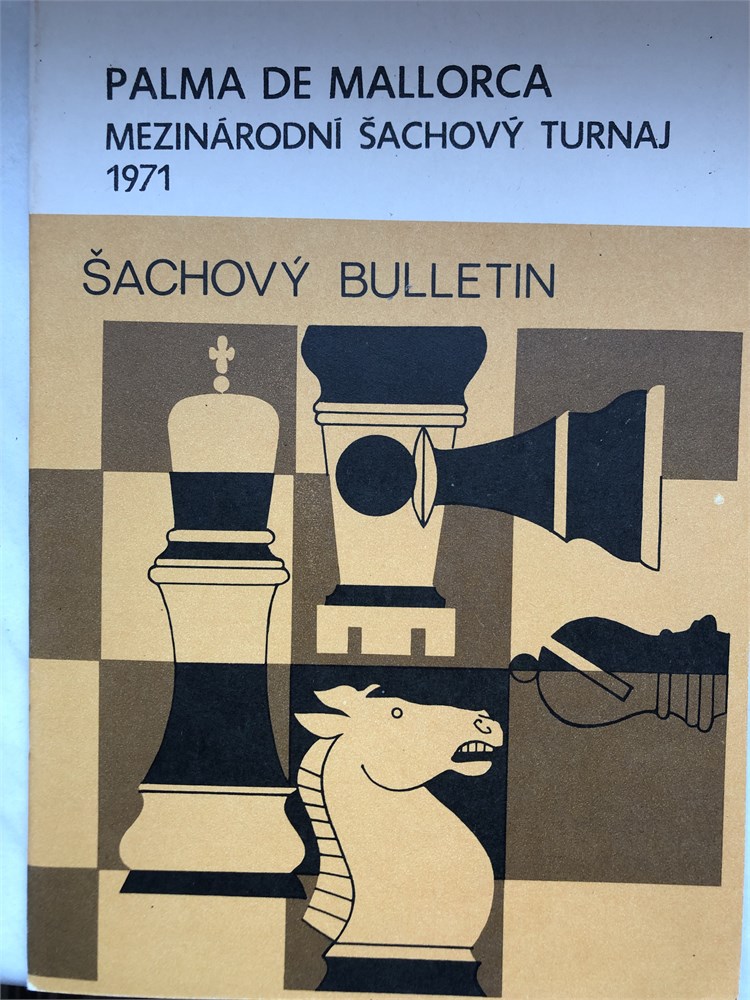 PALMA DE MALLORCA
MEZINÁRODNÍ ŠACHOVÝ TURNAJ
1971
ŠACHOVÝ BULLETIN